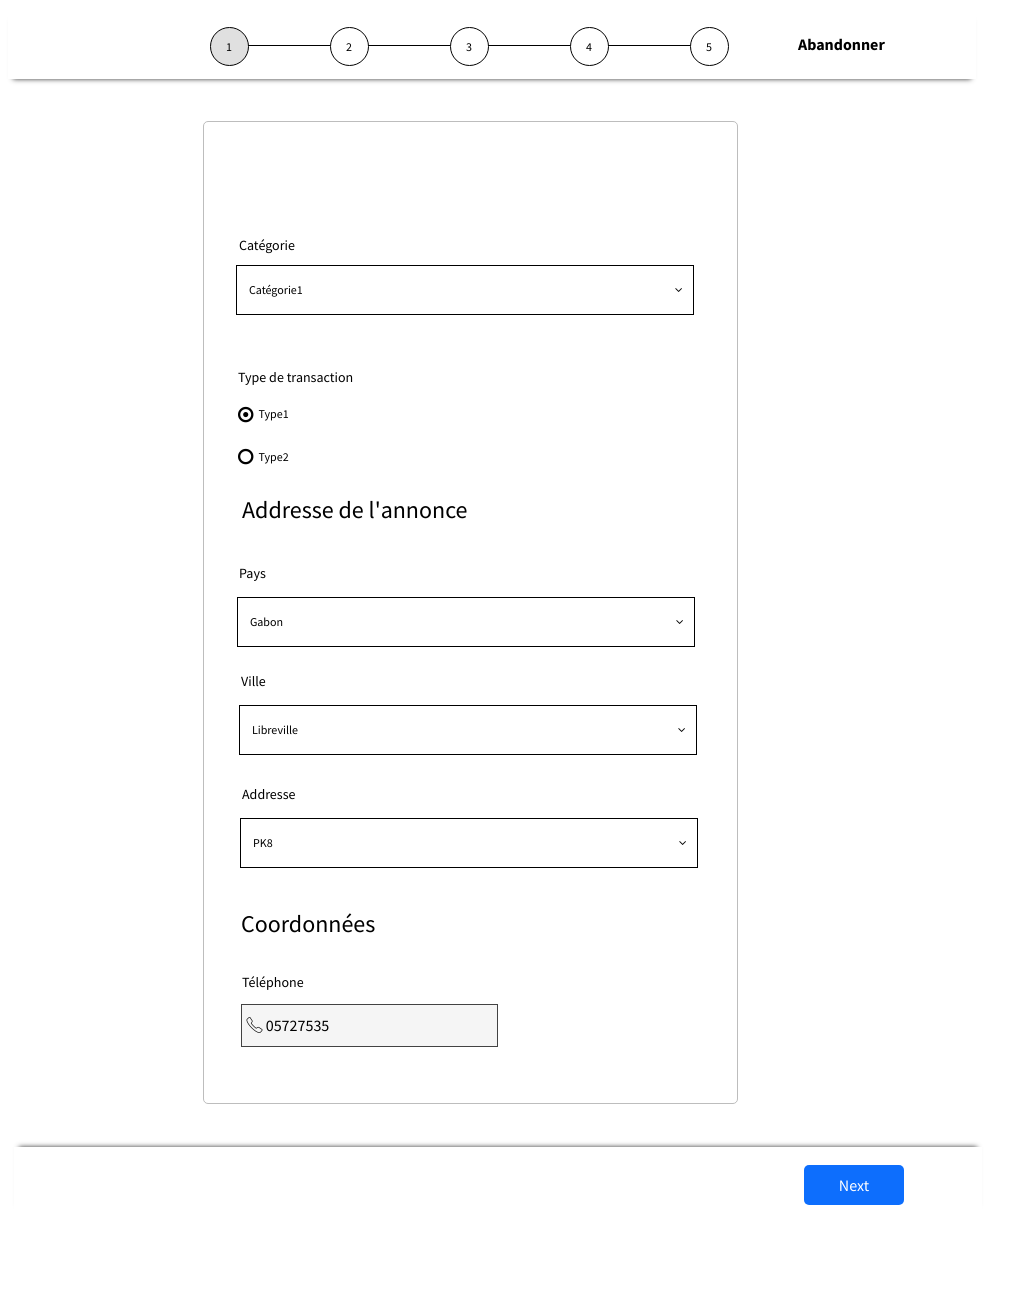 1 2 3 4 5 Abandonner
Catégorie
Catégorie1
Type de transaction
Type1
Type2
Addresse de l'annonce
Pays
Gabon
Ville
Libreville
Addresse
PK8
Coordonnées
Téléphone
05727535
Next